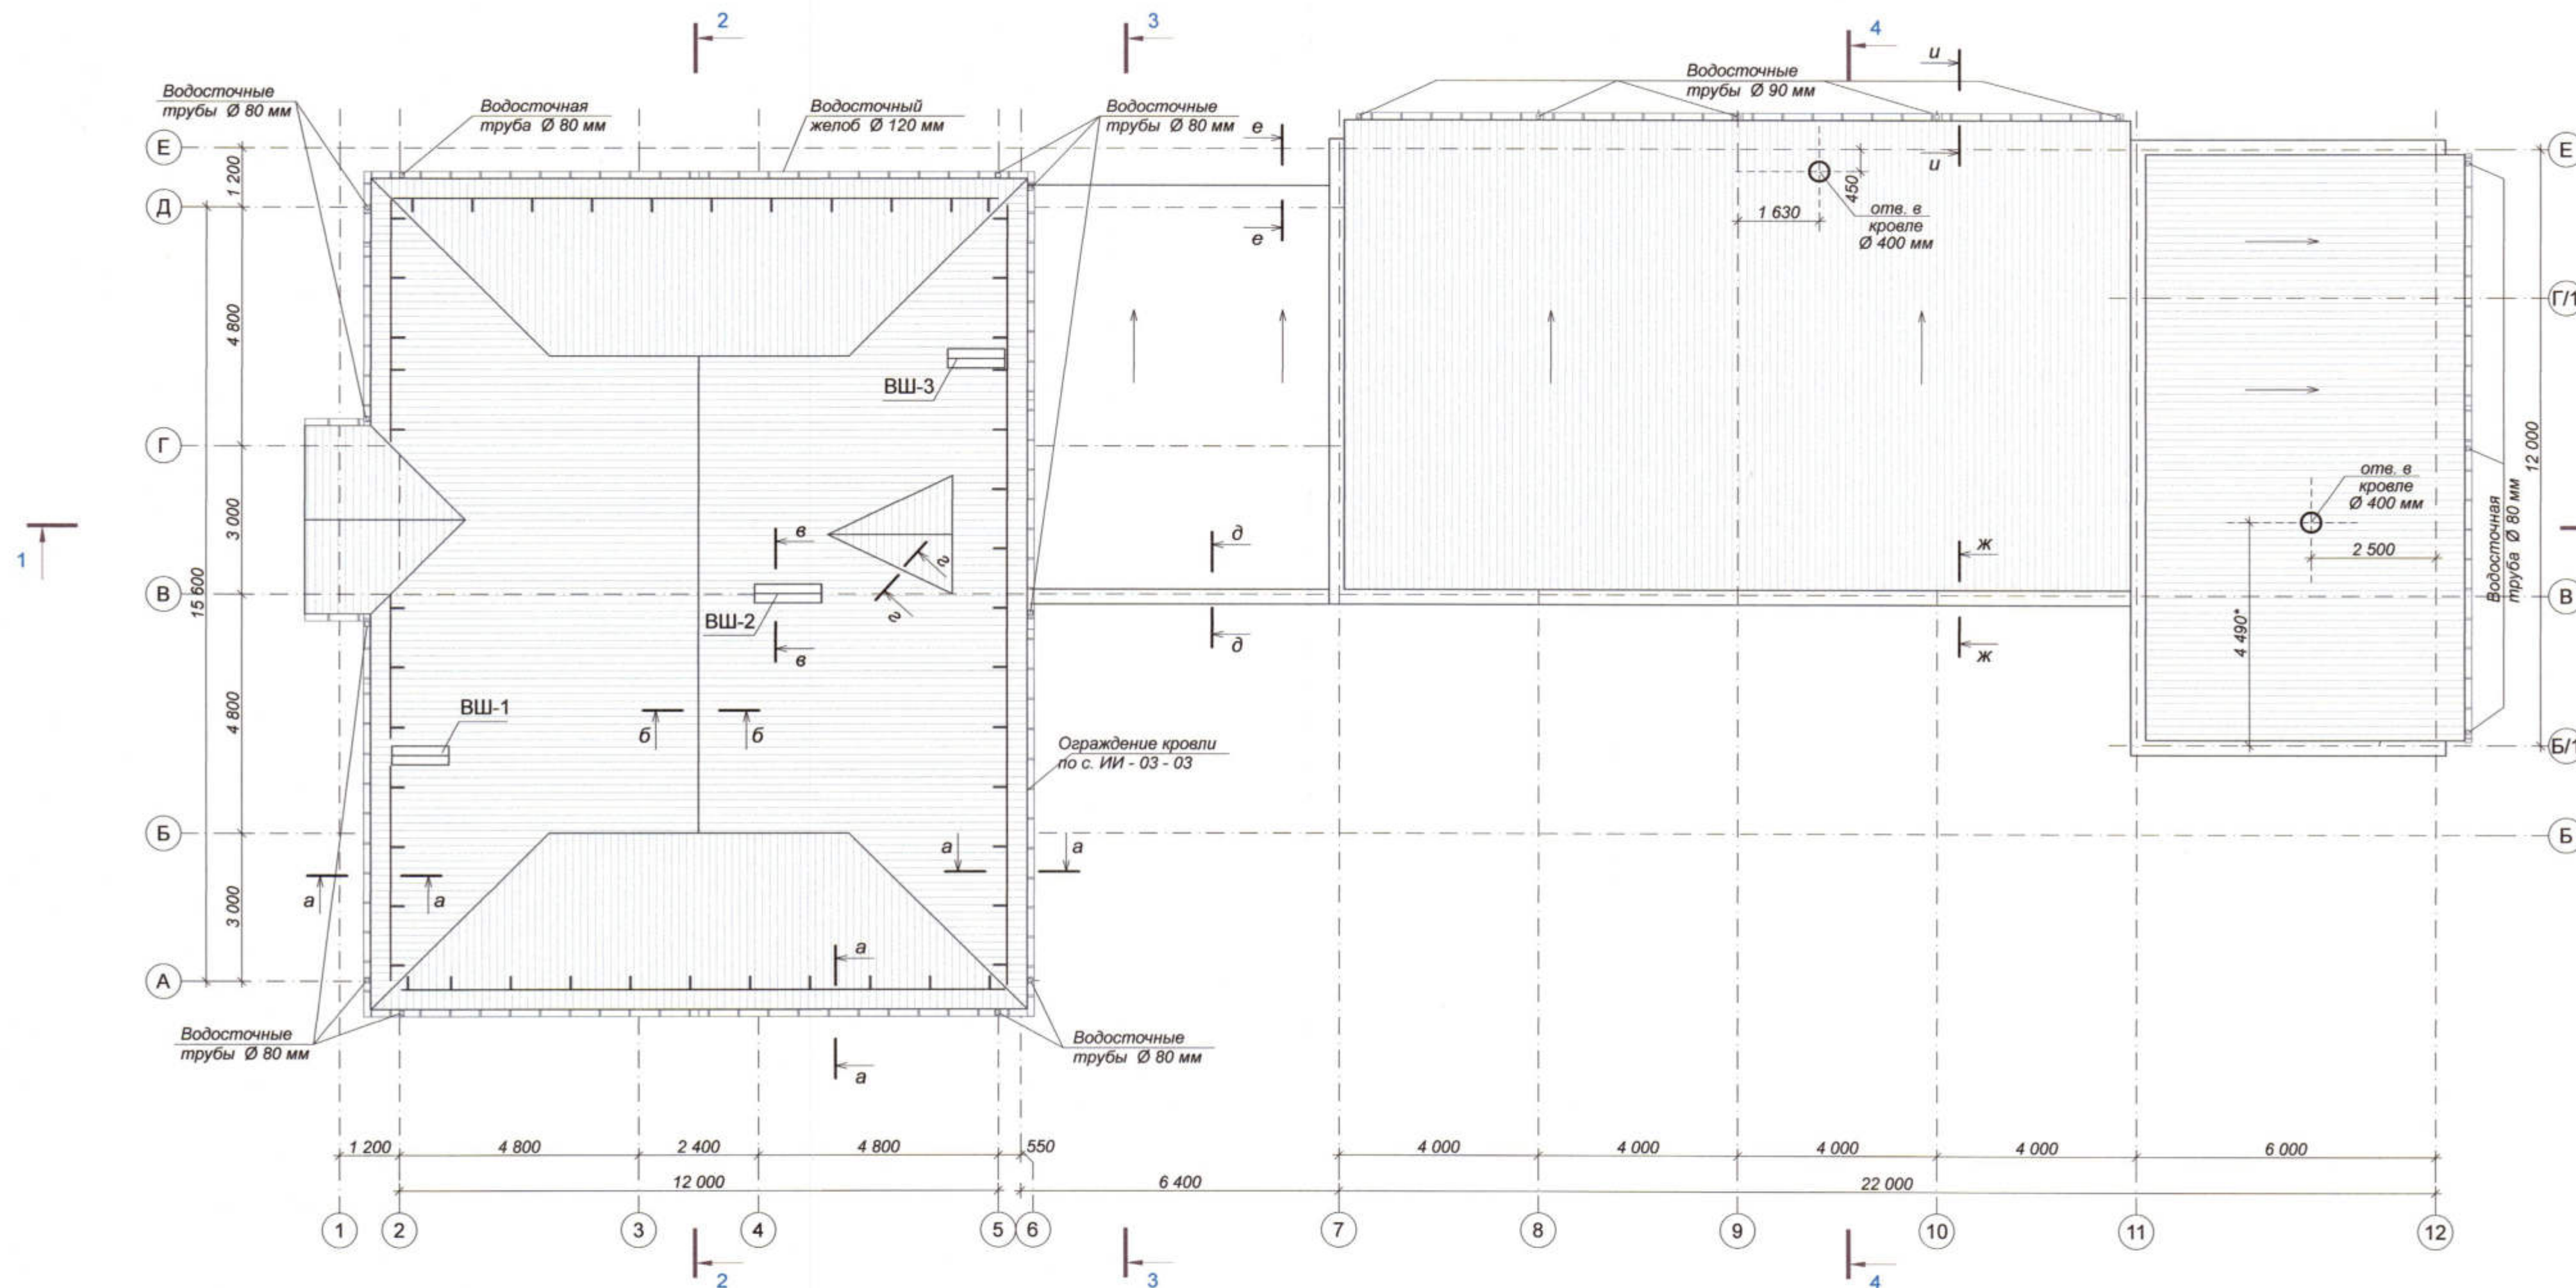 2
3
4
и
Водосточные
трубы Ø 90 мм
Водосточные
трубы Ø 80 мм
Водосточная
труба Ø 80 мм
Водосточный
желоб Ø 120 мм
Водосточные
трубы Ø 80 мм
е
и
Е
Е
1 200
450
Д
1 630
отв. в
кровле
Ø 400 мм
е
4 800
Г/1
ВШ-3
Г
12 000
отв. в
кровле
Ø 400 мм
3 000
в
д
ж
г
2 500
1
15 600
В
ВШ-2
г
в
д
ж
4 490*
Водосточная
труба Ø 80 мм
В
4 800
ВШ-1
б
б
Ограждение кровли
по с. ИИ - 03 - 03
Б/1
Б
Б
а
а
а
а
3 000
а
А
Водосточные
трубы Ø 80 мм
Водосточные
трубы Ø 80 мм
а
1 200
4 800
2 400
4 800
550
4 000
4 000
4 000
4 000
6 000
12 000
6 400
22 000
1
2
3
4
5
6
7
8
9
10
11
12
2
3
4